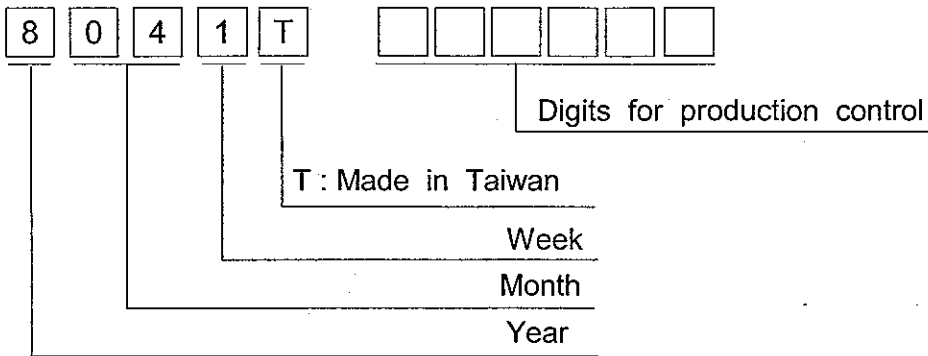 8 0 4 1 T
Digits for production control
T : Made in Taiwan
Week
Month
Year